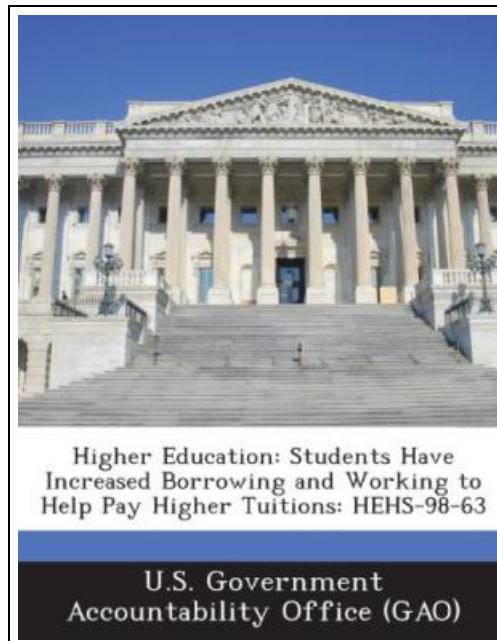 Higher Education: Students Have
Increased Borrowing and Working to
Help Pay Higher Tuitions: HEHS-98-63
U.S. Government
Accountability Office (GAO)